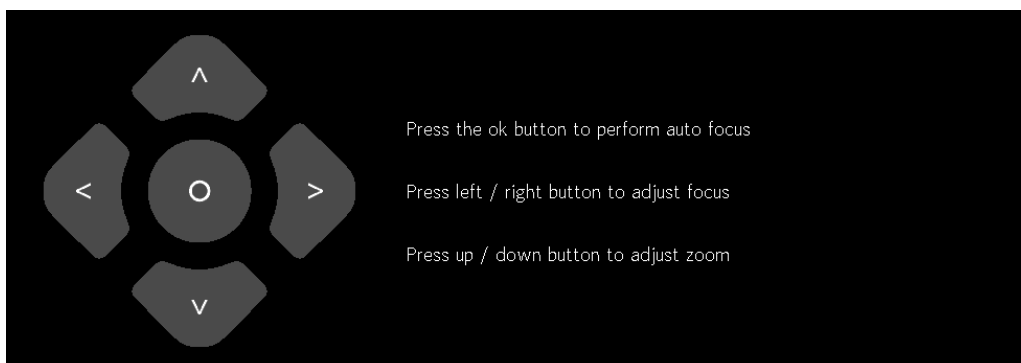 ^
Press the ok button to perform auto focus
< O >
Press left / right button to adjust focus
Press up / down button to adjust zoom
v